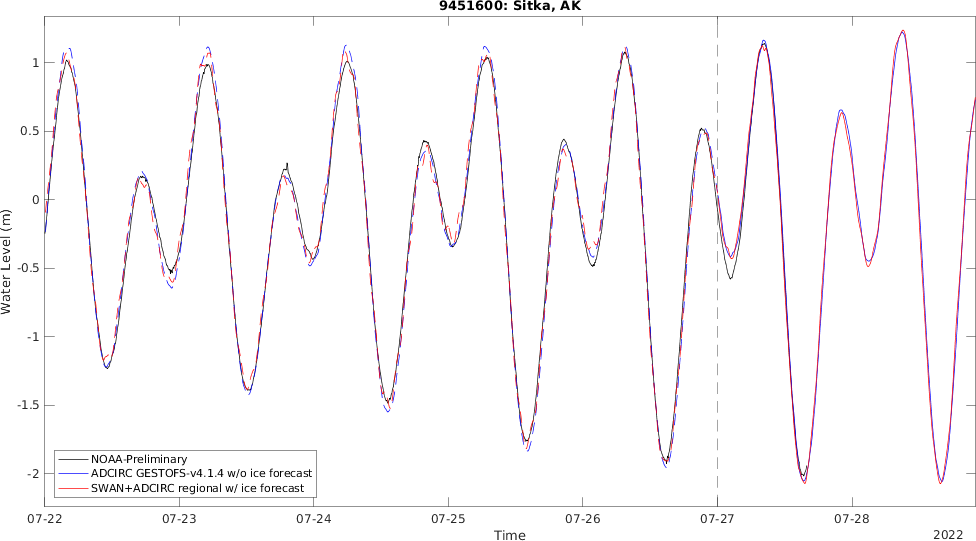 9451600: Sitka, AK
Water Level (m)
1
0.5
0
-0.5
-1
-1.5
-2
NOAA-Preliminary
ADCIRC GESTOFS-v4.1.4 w/o ice forecast
SWAN+ADCIRC regional w/ ice forecast
07-22 07-23 07-24 07-25 07-26 07-27 07-28
Time
2022